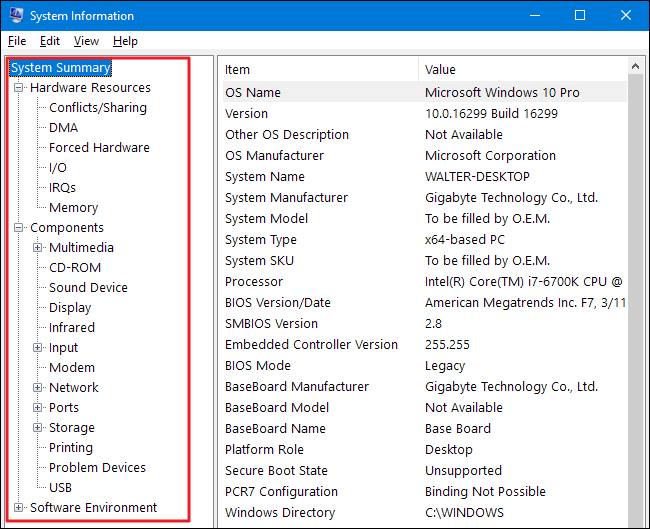 System Information
File Edit View Help
System Summary
Hardware Resources
Conflicts/Sharing
DMA
Forced Hardware
I/O
IRQs
Memory
Components
Multimedia
CD-ROM
Sound Device
Display
Infrared
Input
Modem
Network
Ports
Storage
Printing
Problem Devices
USB
Software Environment
Item Value
OS Name Microsoft Windows 10 Pro
Version 10.0.16299 Build 16299
Other OS Description Not Available
OS Manufacturer Microsoft Corporation
System Name WALTER-DESKTOP
System Manufacturer Gigabyte Technology Co., Ltd.
System Model To be filled by O.E.M.
System Type x64-based PC
System SKU To be filled by O.E.M.
Processor Intel(R) Core(TM) i7-6700K CPU @
BIOS Version/Date American Megatrends Inc. F7, 3/11
SMBIOS Version 2.8
Embedded Controller Version 255.255
BIOS Mode Legacy
BaseBoard Manufacturer Gigabyte Technology Co., Ltd.
BaseBoard Model Not Available
BaseBoard Name Base Board
Platform Role Desktop
Secure Boot State Unsupported
PCR7 Configuration Binding Not Possible
Windows Directory C:\WINDOWS